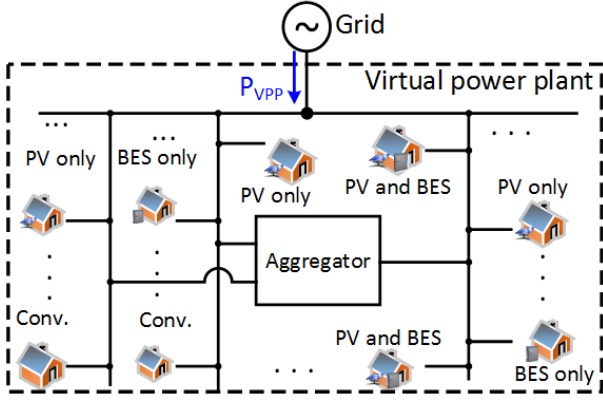 Grid
P_VPP
Virtual power plant
...
...
...
PV only
BES only
PV only
PV and BES
PV only
Aggregator
Conv.
Conv.
...
PV and BES
BES only